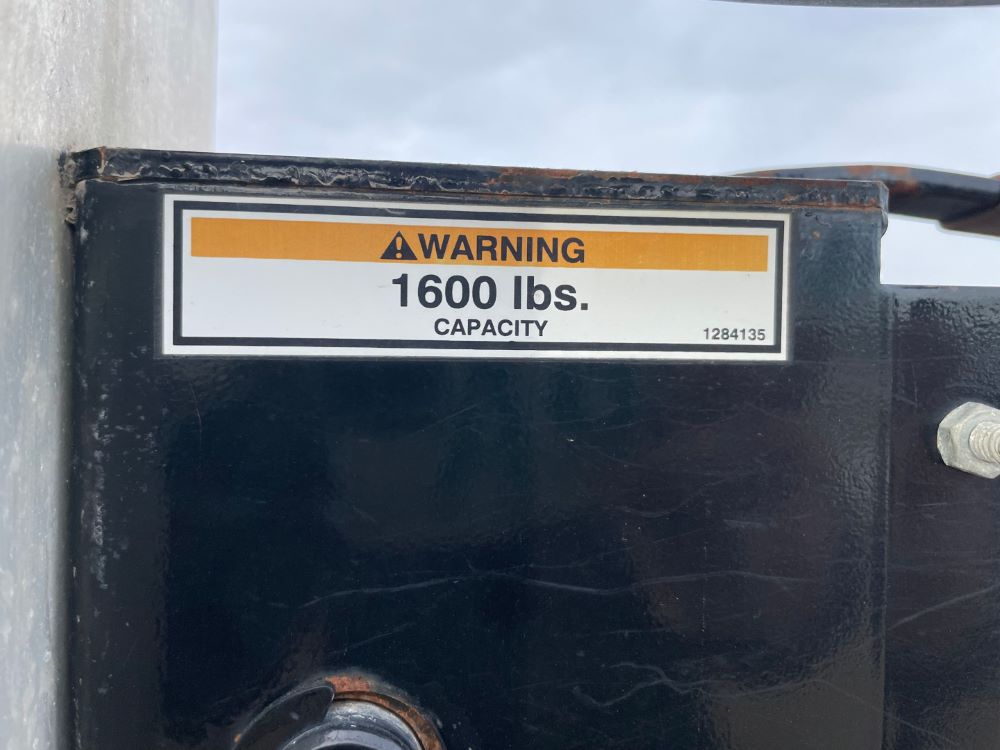 WARNING
1600 lbs.
CAPACITY
1284135